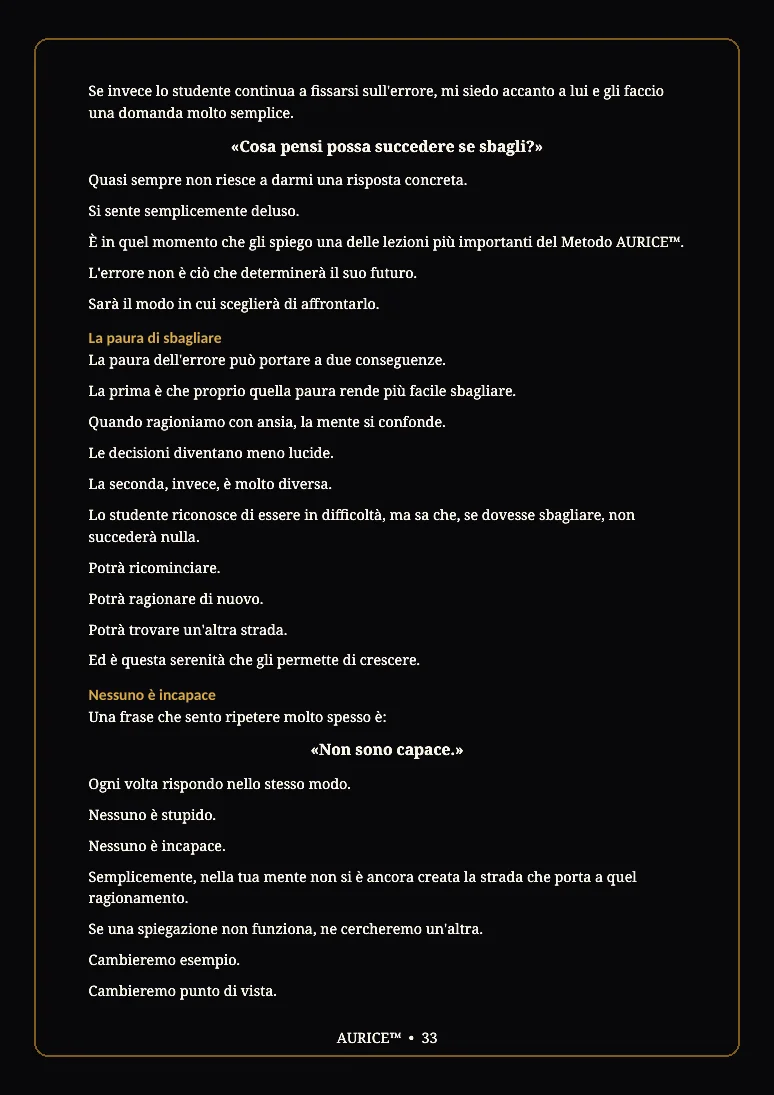 Se invece lo studente continua a fissarsi sull'errore, mi siedo accanto a lui e gli faccio
una domanda molto semplice.
«Cosa pensi possa succedere se sbagli?»
Quasi sempre non riesce a darmi una risposta concreta.
Si sente semplicemente deluso.
È in quel momento che gli spiego una delle lezioni più importanti del Metodo AURICE™.
L'errore non è ciò che determinerà il suo futuro.
Sarà il modo in cui sceglierà di affrontarlo.
La paura di sbagliare
La paura dell'errore può portare a due conseguenze.
La prima è che proprio quella paura rende più facile sbagliare.
Quando ragioniamo con ansia, la mente si confonde.
Le decisioni diventano meno lucide.
La seconda, invece, è molto diversa.
Lo studente riconosce di essere in difficoltà, ma sa che, se dovesse sbagliare, non
succederà nulla.
Potrà ricominciare.
Potrà ragionare di nuovo.
Potrà trovare un'altra strada.
Ed è questa serenità che gli permette di crescere.
Nessuno è incapace
Una frase che sento ripetere molto spesso è:
«Non sono capace.»
Ogni volta rispondo nello stesso modo.
Nessuno è stupido.
Nessuno è incapace.
Semplicemente, nella tua mente non si è ancora creata la strada che porta a quel
ragionamento.
Se una spiegazione non funziona, ne cercheremo un'altra.
Cambieremo esempio.
Cambieremo punto di vista.
AURICE™ • 33